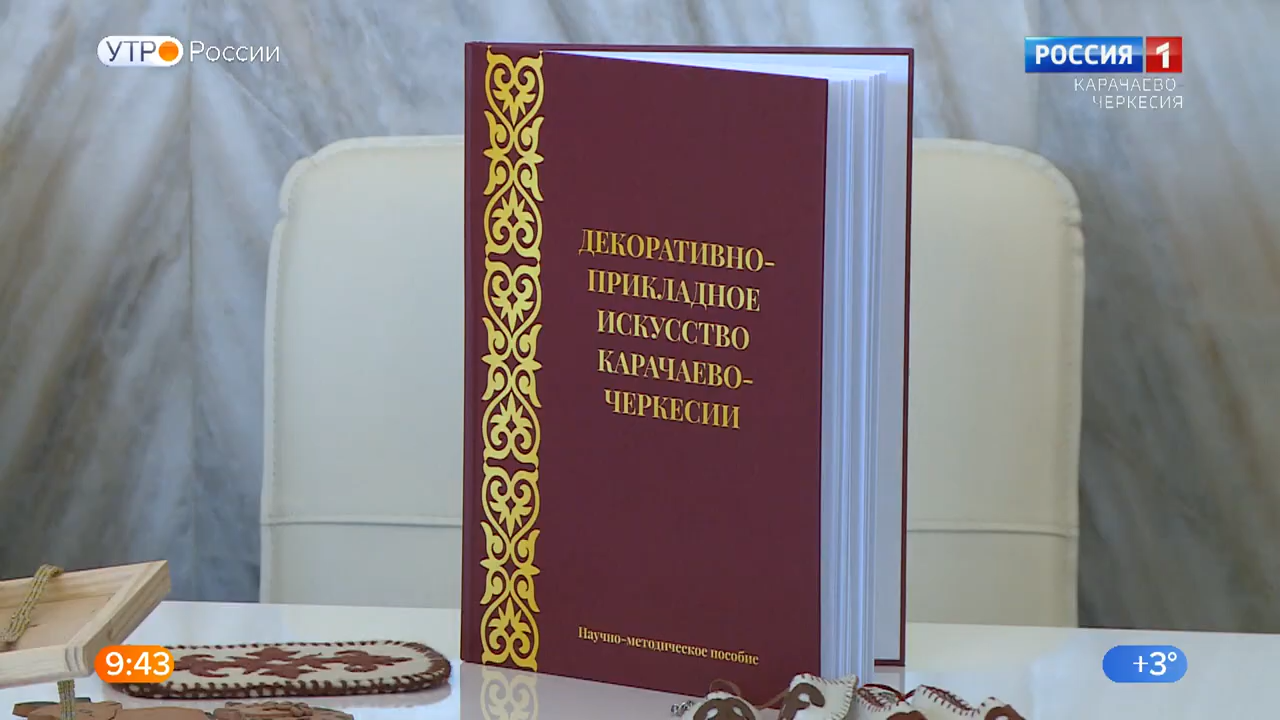 УТРО России
РОССИЯ 1
КАРАЧАЕВО-
ЧЕРКЕСИЯ
ДЕКОРАТИВНО-
ПРИКЛАДНОЕ
ИСКУССТВО
КАРАЧАЕВО-
ЧЕРКЕСИИ
Научно-методическое пособие
9:43
+3°